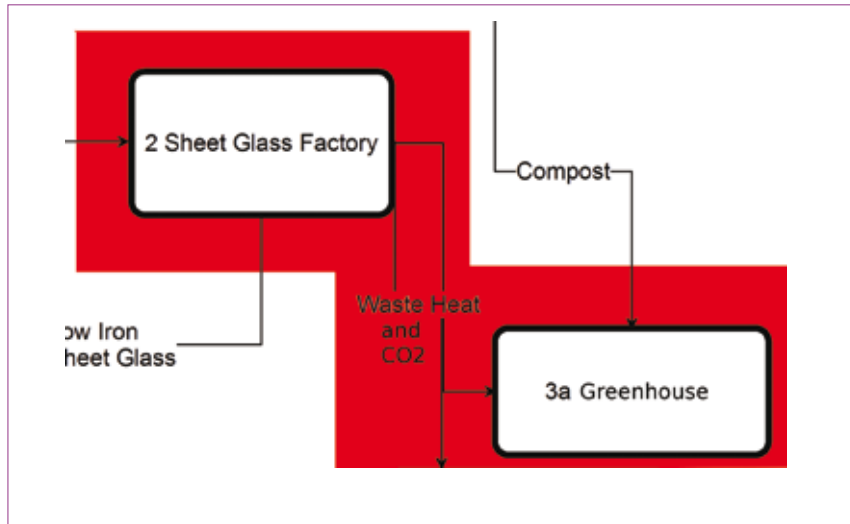 2 Sheet Glass Factory
Compost
Waste Heat
and
CO2
ow Iron
heet Glass
3a Greenhouse